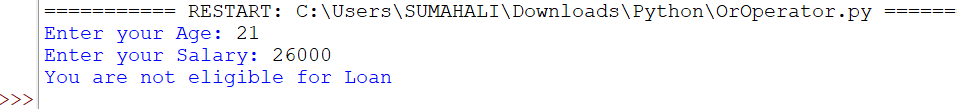 =========== RESTART: C:\Users\SUMAHALI\Downloads\Python\OrOperator.py ======
Enter your Age: 21
Enter your Salary: 26000
You are not eligible for Loan
>>>